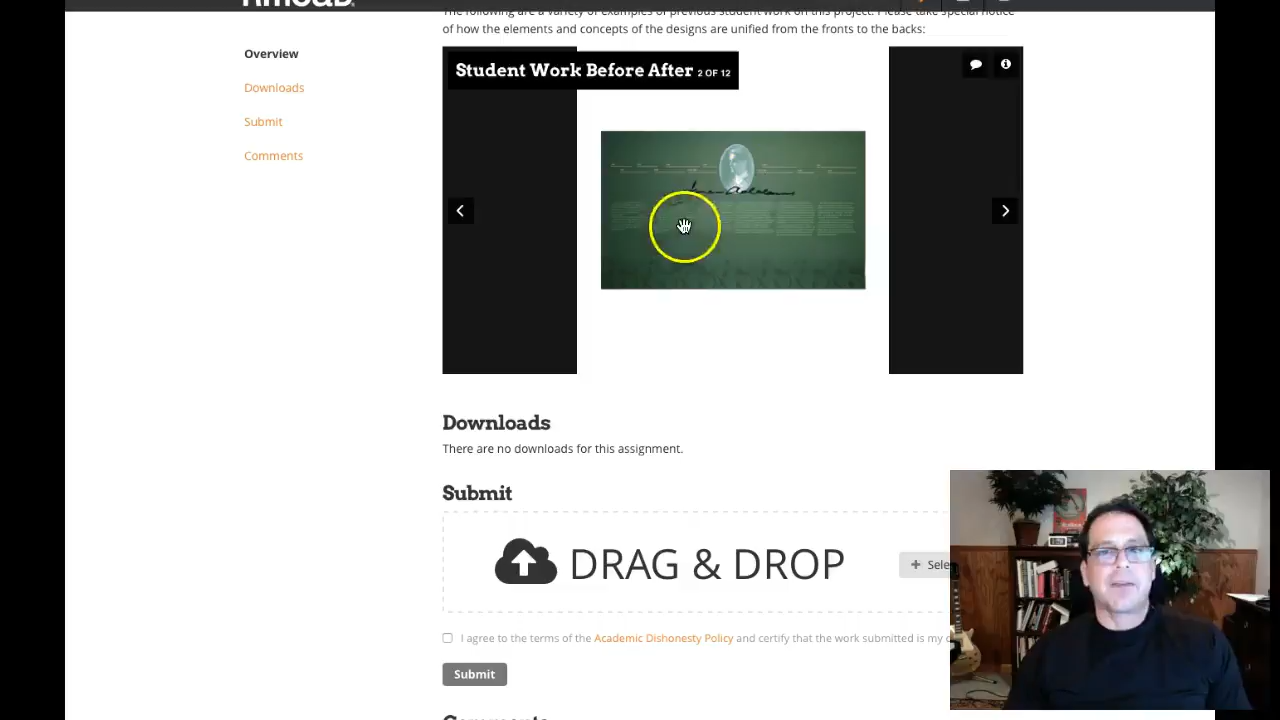 RMCAD
The following are a variety of examples of previous student work on this project. Please take special notice
of how the elements and concepts of the designs are unified from the fronts to the backs:
Overview
Downloads
Submit
Comments
Student Work Before After 2 OF 12
Downloads
There are no downloads for this assignment.
Submit
DRAG & DROP
+ Sele
I agree to the terms of the Academic Dishonesty Policy and certify that the work submitted is my
Submit
Comments